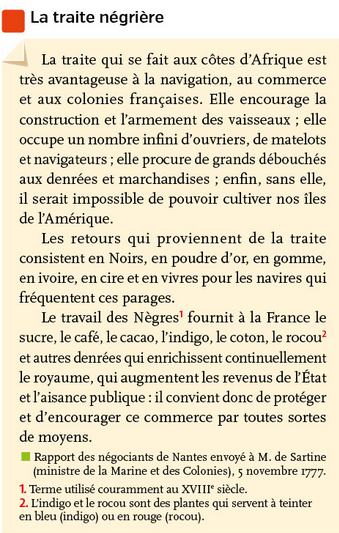 La traite négrière
La traite qui se fait aux côtes d'Afrique est
très avantageuse à la navigation, au commerce
et aux colonies françaises. Elle encourage la
construction et l'armement des vaisseaux ; elle
occupe un nombre infini d'ouvriers, de matelots
et navigateurs ; elle procure de grands débouchés
aux denrées et marchandises ; enfin, sans elle,
il serait impossible de pouvoir cultiver nos îles
de l'Amérique.
Les retours qui proviennent de la traite
consistent en Noirs, en poudre d'or, en gomme,
en ivoire, en cire et en vivres pour les navires qui
fréquentent ces parages.
Le travail des Nègres1 fournit à la France le
sucre, le café, le cacao, l'indigo, le coton, le rocou2
et autres denrées qui enrichissent continuellement
le royaume, qui augmentent les revenus de l'État
et l'aisance publique : il convient donc de protéger
et d'encourager ce commerce par toutes sortes
de moyens.
Rapport des négociants de Nantes envoyé à M. de Sartine
(ministre de la Marine et des Colonies), 5 novembre 1777.
1. Terme utilisé couramment au XVIIIe siècle.
2. L'indigo et le rocou sont des plantes qui servent à teinter
en bleu (indigo) ou en rouge (rocou).